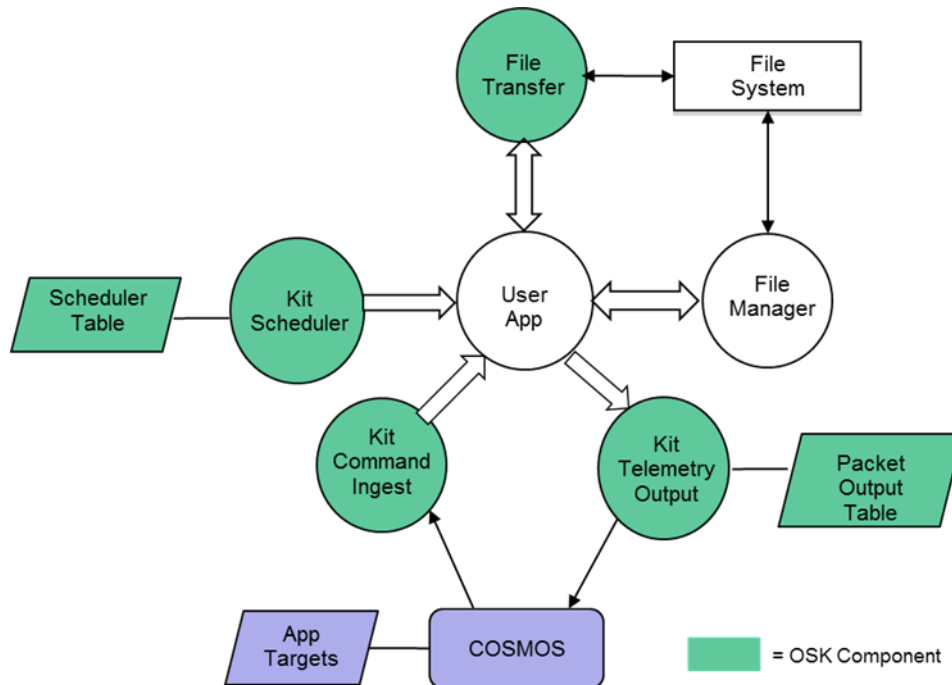 File
Transfer
File
System
Scheduler
Table
Kit
Scheduler
User
App
File
Manager
Kit
Command
Ingest
Kit
Telemetry
Output
Packet
Output
Table
App
Targets
COSMOS
= OSK Component